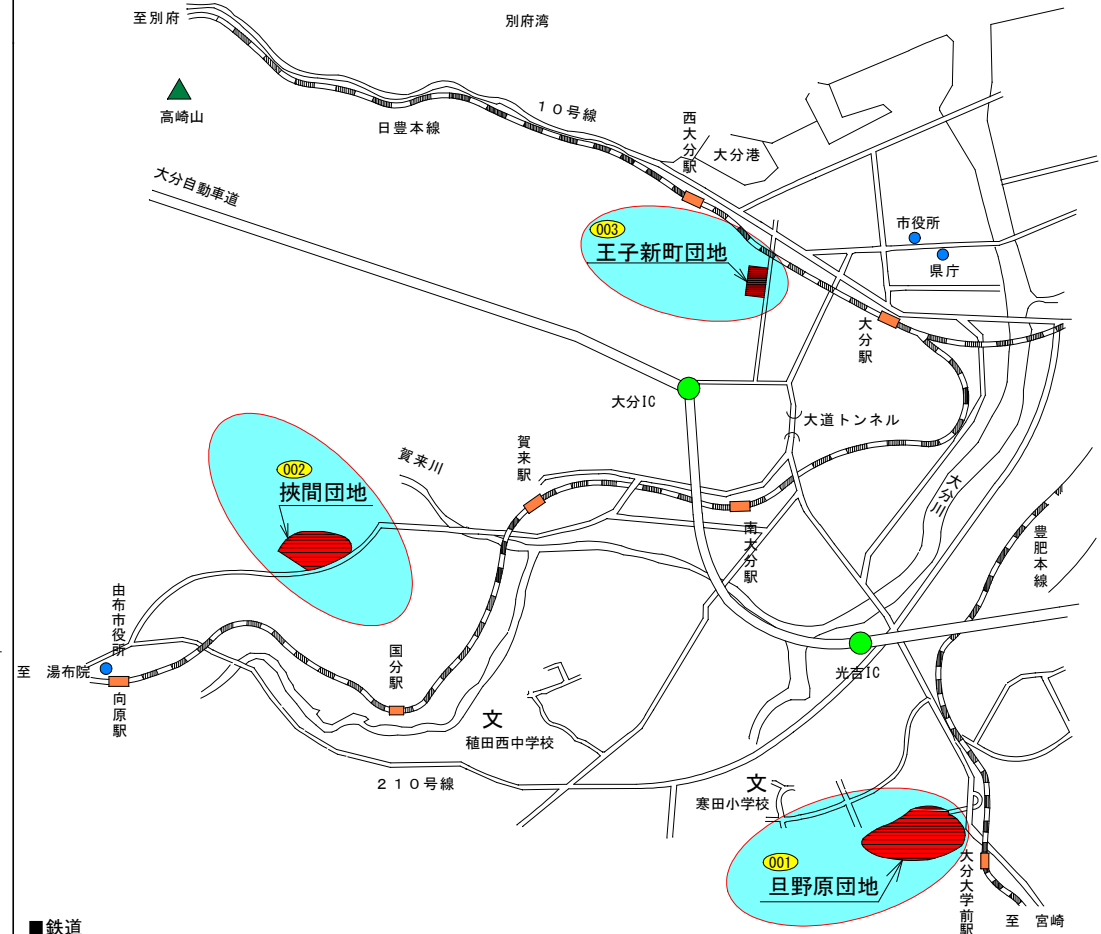 至別府
別府湾
高崎山
日豊本線
10号線
西大分駅
大分港
大分自動車道
003
王子新町団地
市役所
県庁
大分駅
大分IC
大道トンネル
賀来川
賀来駅
002
挾間団地
大分川
南大分駅
豊肥本線
由布市役所
至 湯布院
向原駅
国分駅
光吉IC
文
稙田西中学校
210号線
文
寒田小学校
001
旦野原団地
大分大学前駅
至 宮崎
■鉄道